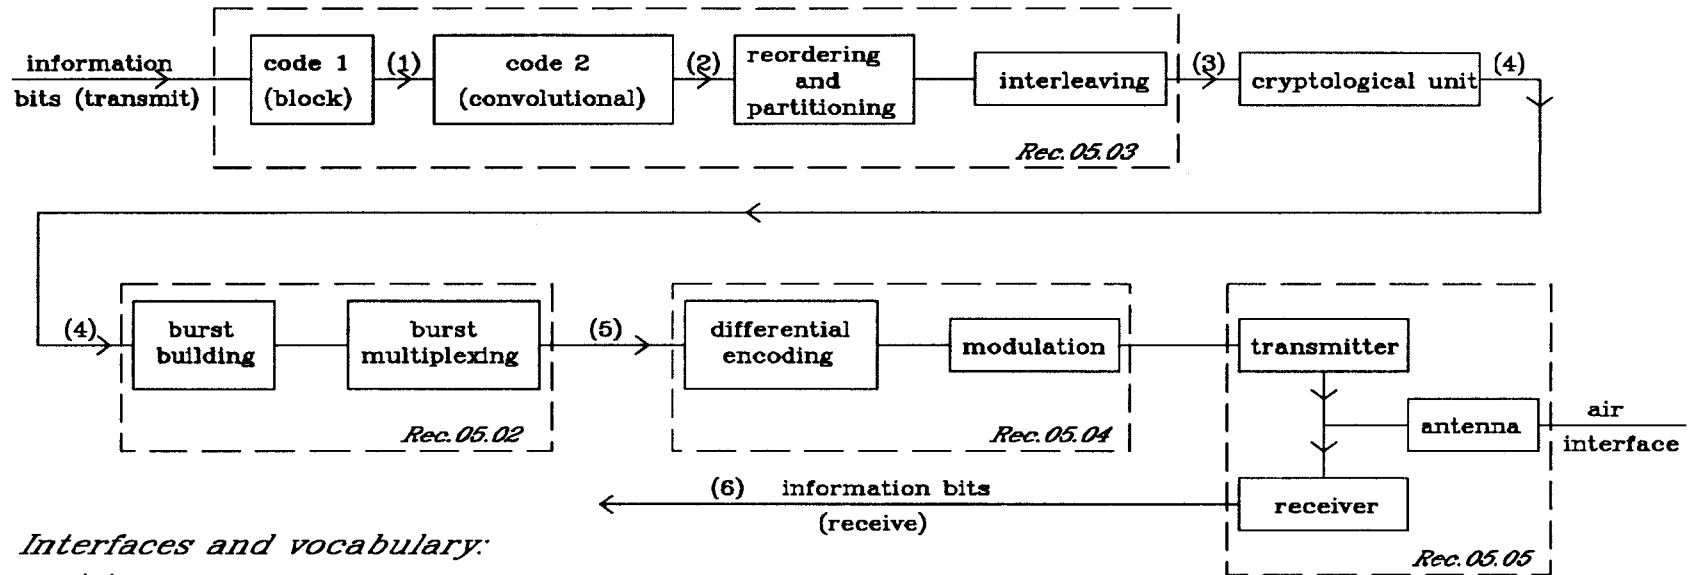 information
bits (transmit)
code 1
(block)
(1)
code 2
(convolutional)
(2)
reordering
and
partitioning
interleaving
Rec. 05.03
(3)
cryptological unit
(4)
(4)
burst
building
burst
multiplexing
Rec. 05.02
(5)
differential
encoding
modulation
Rec. 05.04
transmitter
antenna
air
interface
receiver
Rec. 05.05
(6) information bits
(receive)
Interfaces and vocabulary: